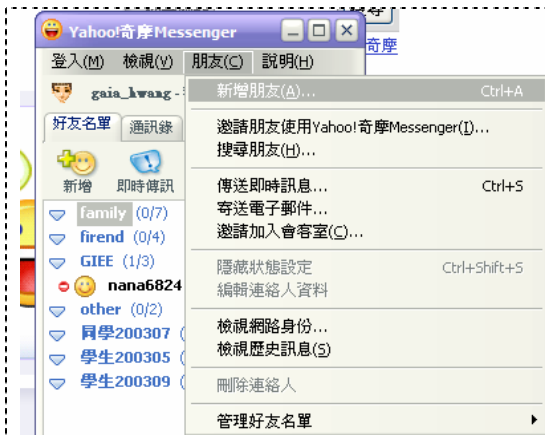 Yahoo!奇摩Messenger
奇摩
登入(M) 檢視(V) 朋友(C) 說明(H)
gaia_kwang -
新增朋友(A)... Ctrl+A
好友名單 通訊錄
邀請朋友使用Yahoo!奇摩Messenger(I)...
搜尋朋友(H)...
新增 即時傳訊
傳送即時訊息... Ctrl+S
寄送電子郵件...
邀請加入會客室(C)...
family (0/7)
firend (0/4)
GIEE (1/3)
nana6824
other (0/2)
同學200307 (
學生200305 (
學生200309 (
隱藏狀態設定 Ctrl+Shift+S
編輯連絡人資料
檢視網路身份...
檢視歷史訊息(S)
刪除連絡人
管理好友名單